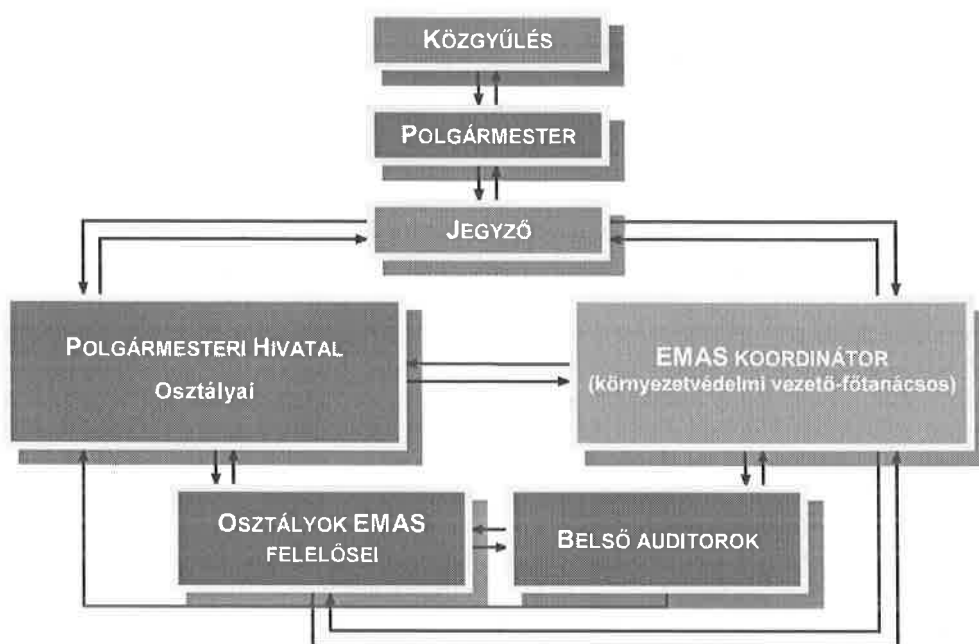 KÖZGYŰLÉS
POLGÁRMESTER
JEGYZŐ
POLGÁRMESTERI HIVATAL
Osztályai
EMAS KOORDINÁTOR
(környezetvédelmi vezető-főtanácsos)
OSZTÁLYOK EMAS
FELELŐSEI
BELSŐ AUDITOROK